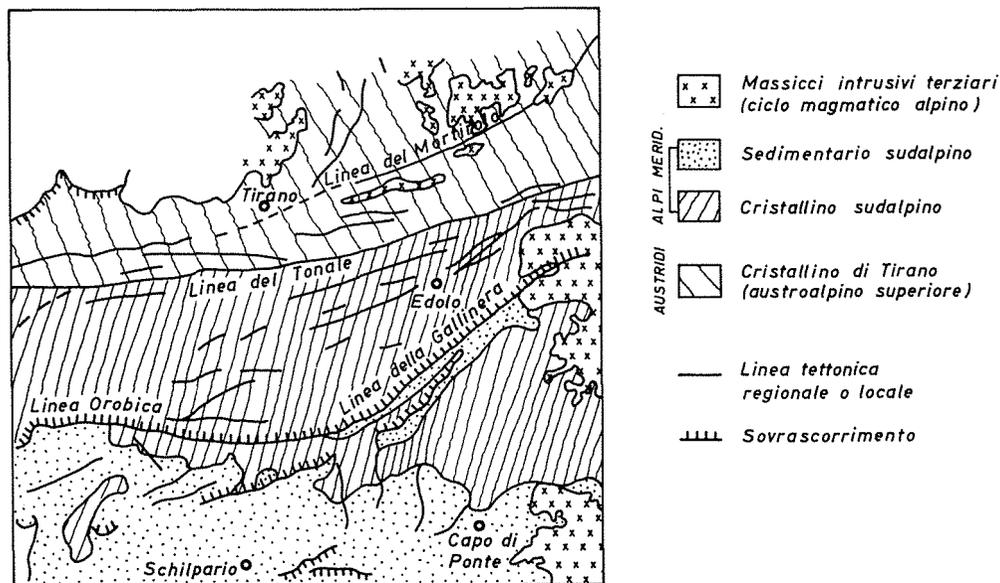 Linea del Mortirolo
Tirano
Linea del Tonale
Edolo
Linea della Gallinera
Linea Orobica
Capo di
Ponte
Schilpario
Massicci intrusivi terziari
(ciclo magmatico alpino)
ALPI MERID.
Sedimentario sudalpino
Cristallino sudalpino
AUSTRIDI
Cristallino di Tirano
(austroalpino superiore)
Linea tettonica
regionale o locale
Sovrascorrimento